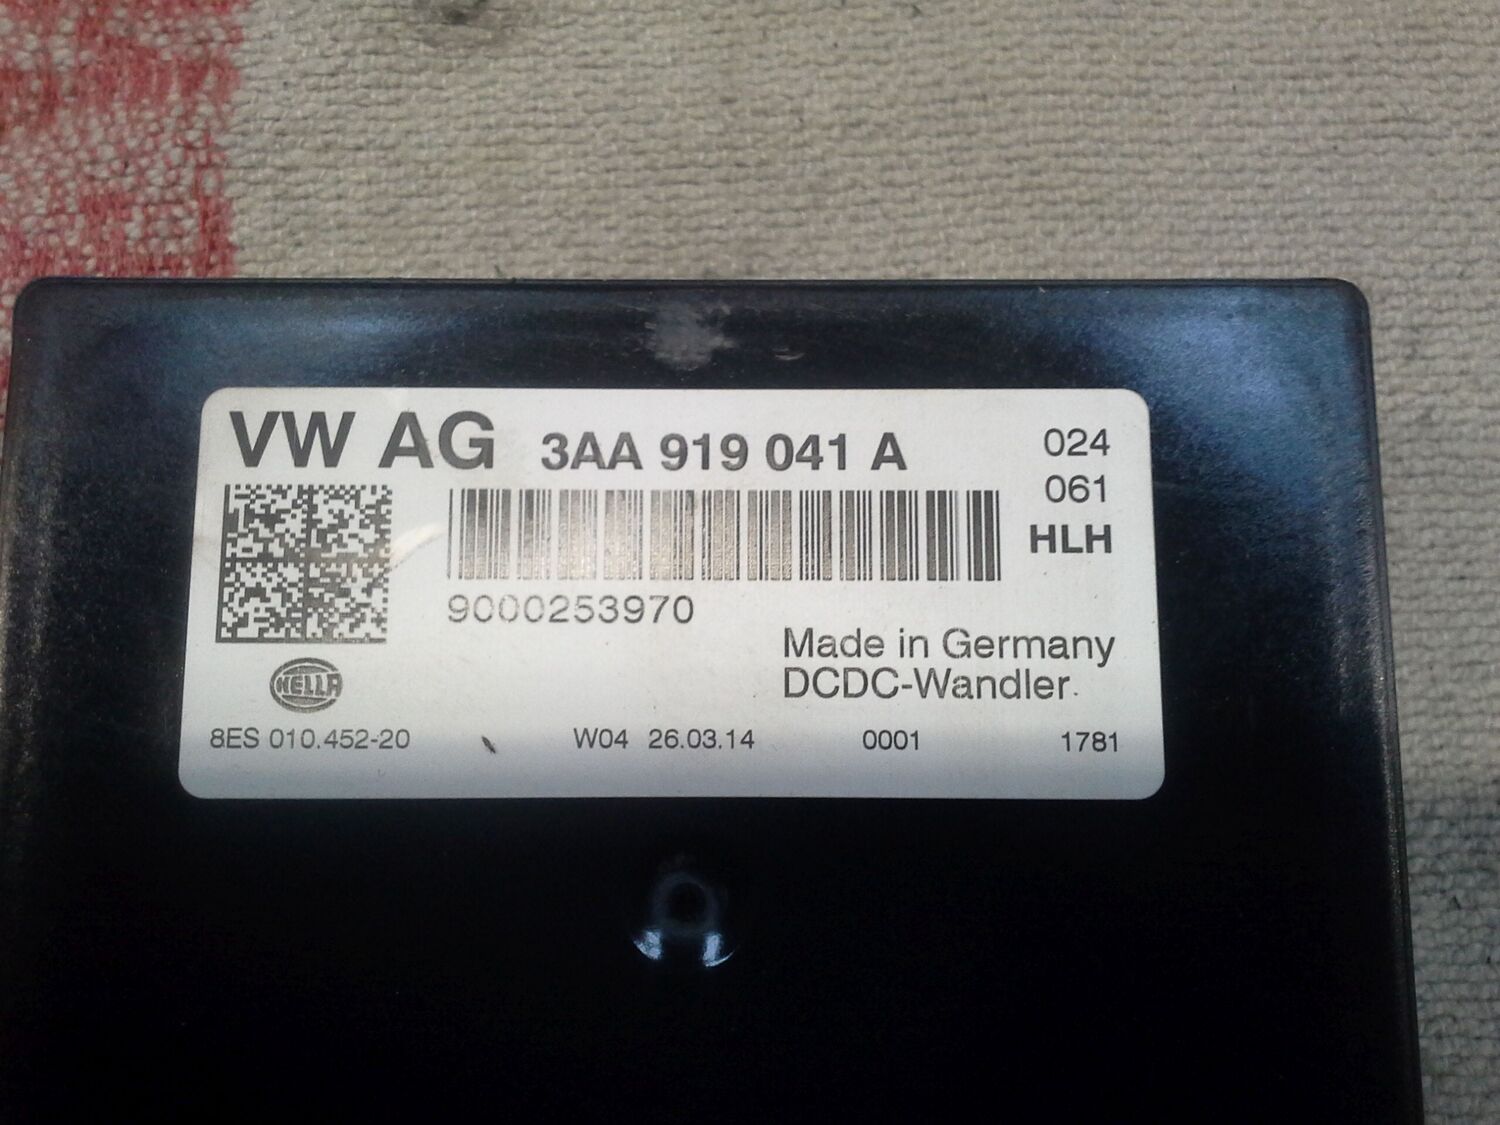 VW AG 3AA 919 041 A
024
061
HLH
9000253970
Made in Germany
DCDC-Wandler
HELLA
8ES 010.452-20 W04 26.03.14 0001 1781